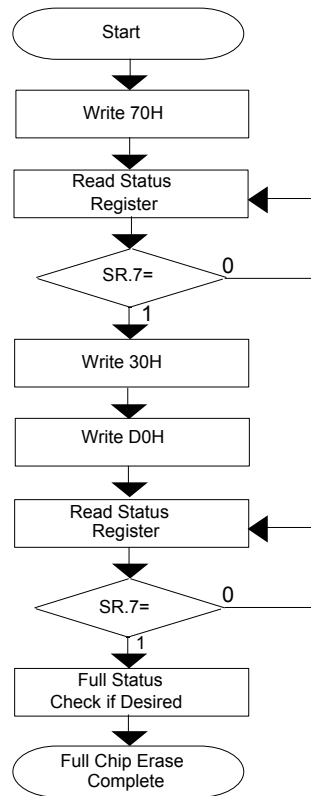 Start
Write 70H
Read Status
Register
SR.7=
0
1
Write 30H
Write D0H
Read Status
Register
SR.7=
0
1
Full Status
Check if Desired
Full Chip Erase
Complete